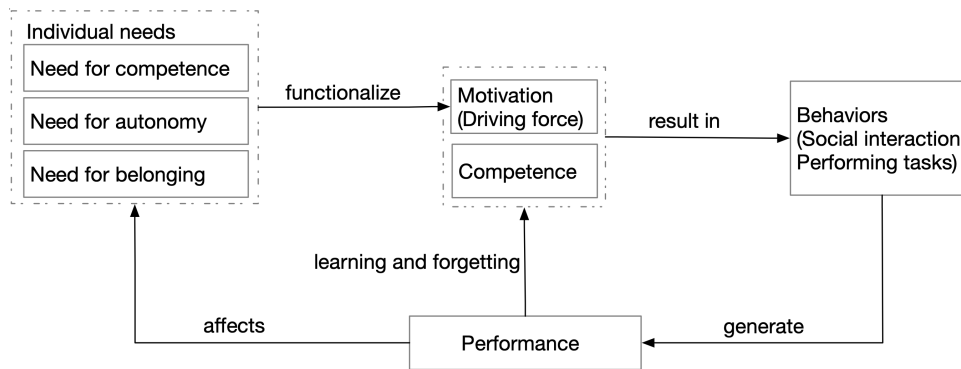 Individual needs
Need for competence
Need for autonomy
Need for belonging
functionalize
Motivation
(Driving force)
Competence
result in
Behaviors
(Social interaction
Performing tasks)
learning and forgetting
affects
Performance
generate